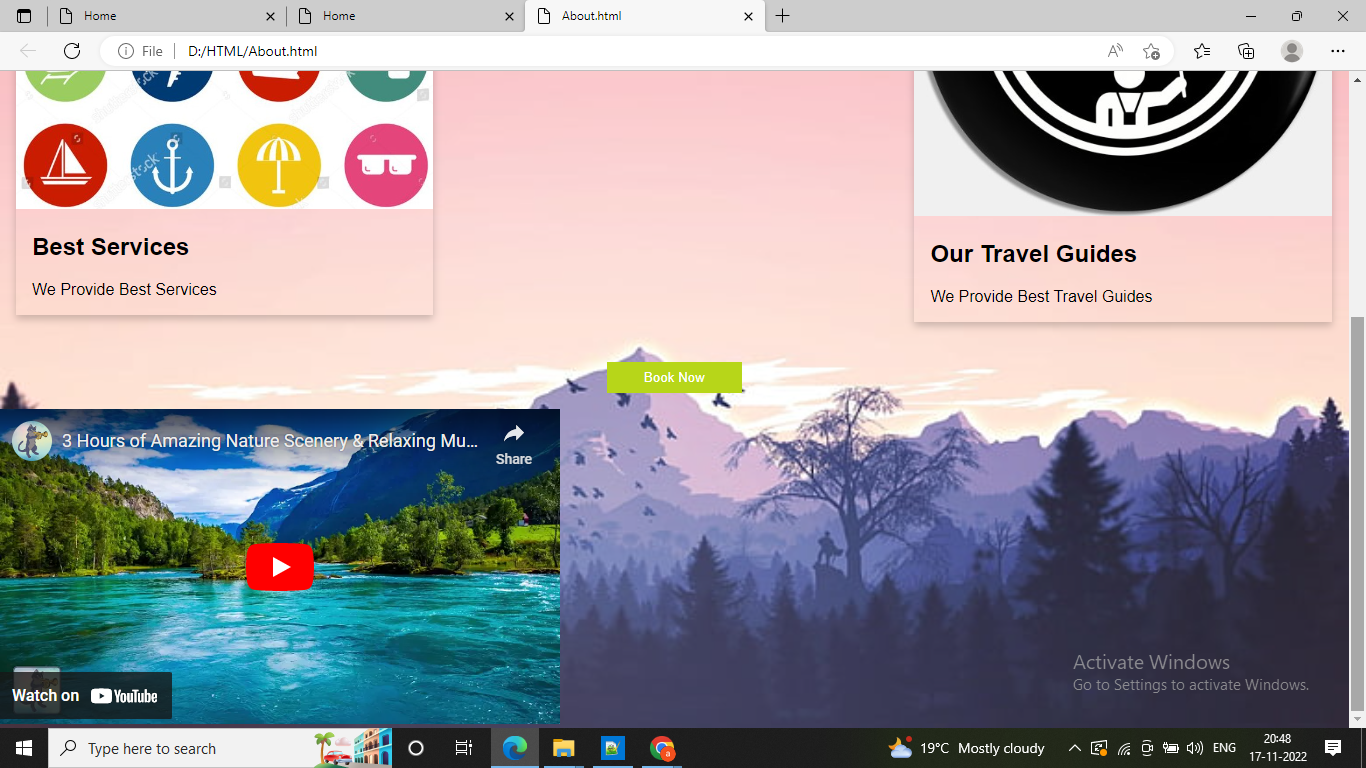 Home
Home
About.html
File
D:/HTML/About.html
Best Services
We Provide Best Services
Our Travel Guides
We Provide Best Travel Guides
Book Now
3 Hours of Amazing Nature Scenery & Relaxing Mu...
Share
Watch on YouTube
Activate Windows
Go to Settings to activate Windows.
Type here to search
19°C Mostly cloudy
ENG
20:48
17-11-2022